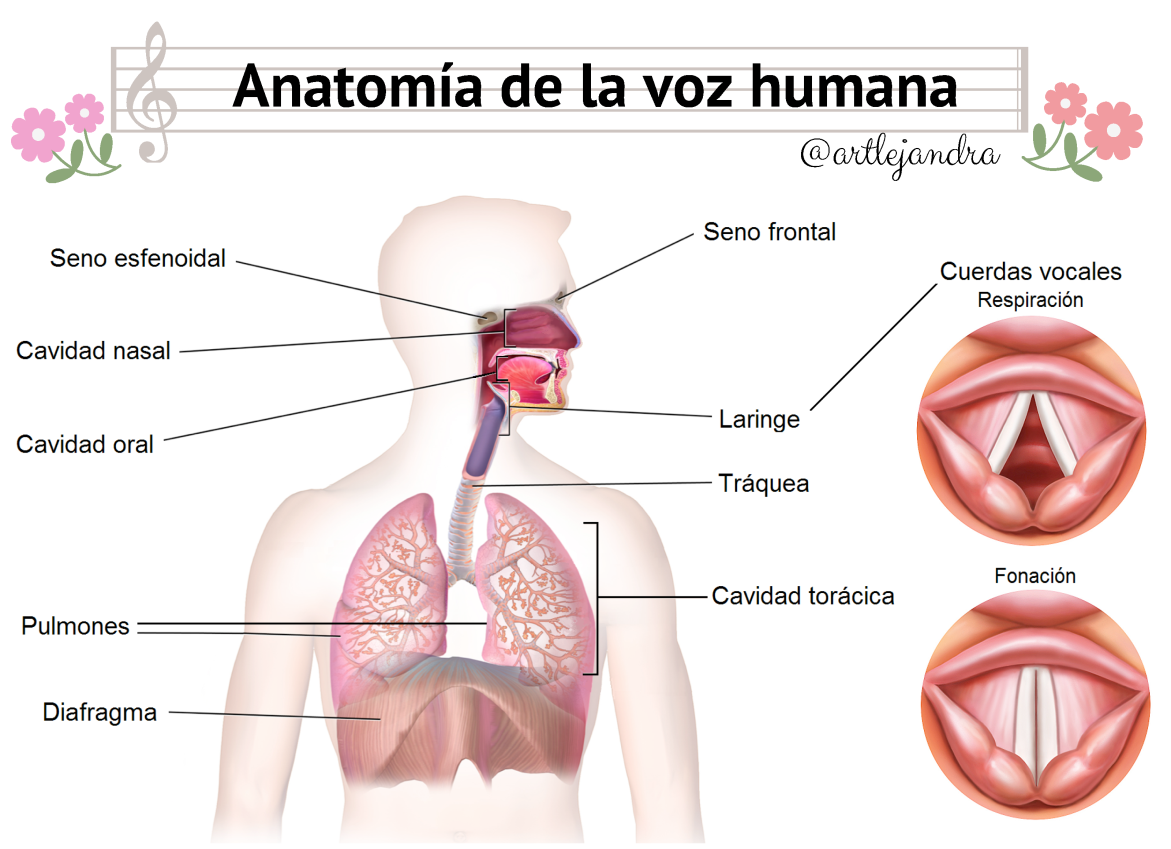 Anatomía de la voz humana
@artlejandra
Seno esfenoidal
Seno frontal
Cuerdas vocales
Respiración
Cavidad nasal
Cavidad oral
Laringe
Tráquea
Fonación
Cavidad torácica
Pulmones
Diafragma